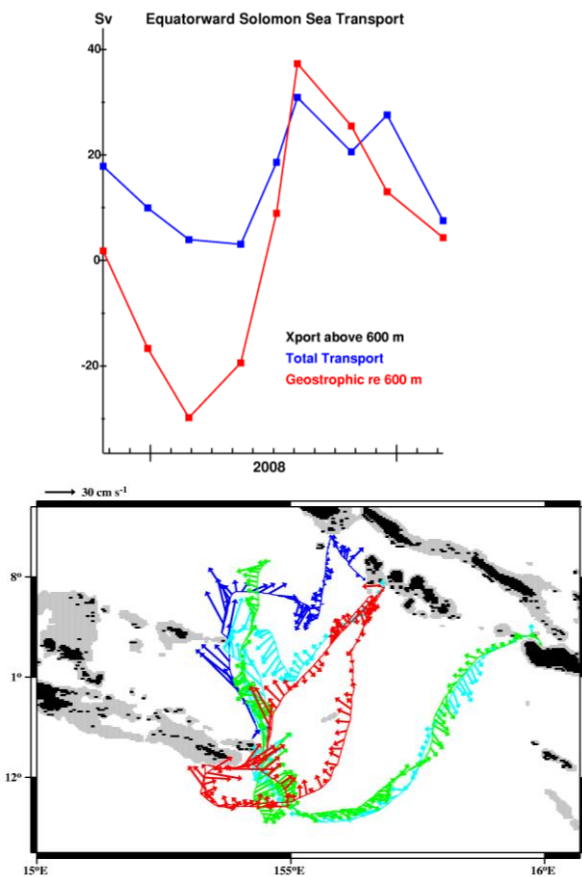 Sv Equatorward Solomon Sea Transport
40
20
0
-20
Xport above 600 m
Total Transport
Geostrophic re 600 m
2008
30 cm s⁻¹
8°
1°
12°
15°E 155°E 16°E